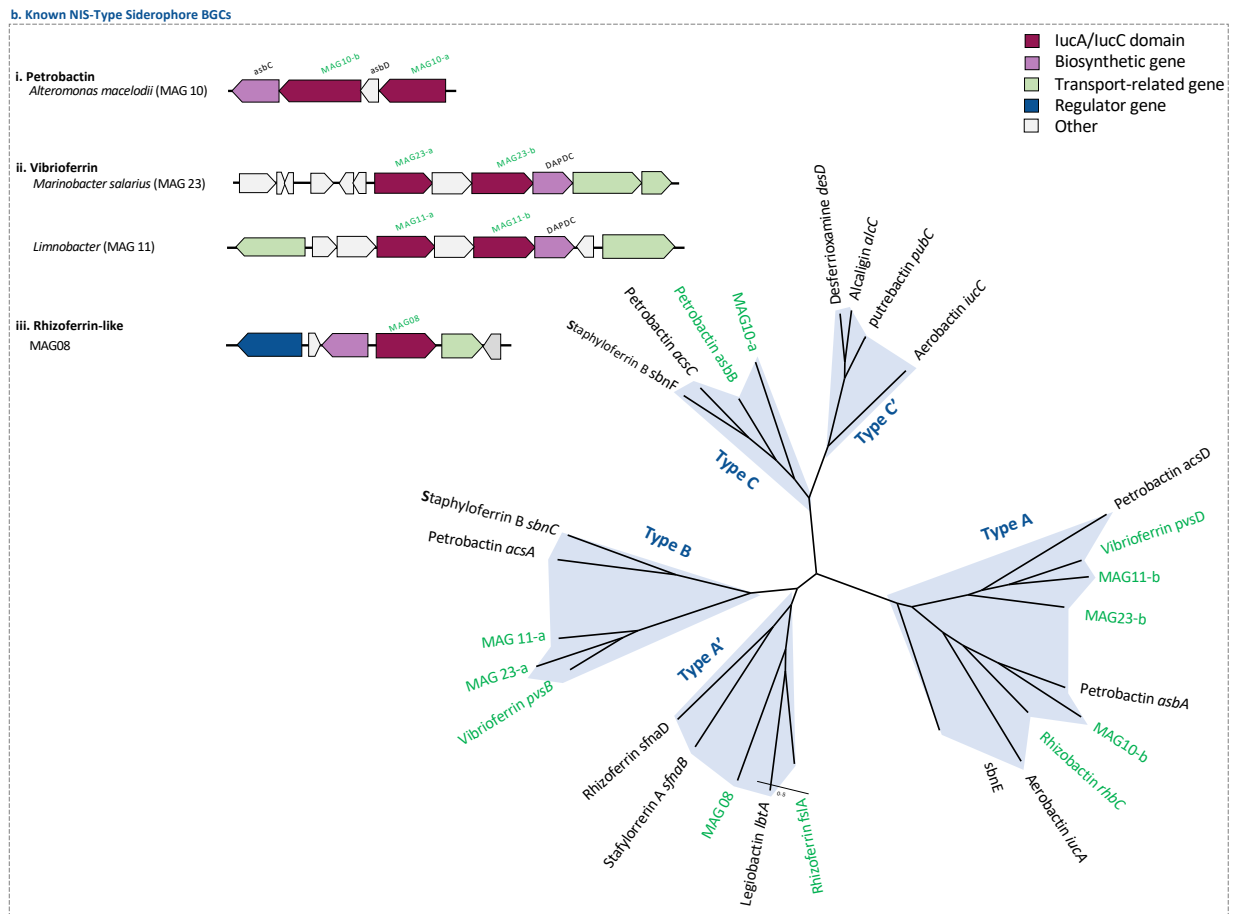 b. Known NIS-Type Siderophore BGCs
IucA/IucC domain
Biosynthetic gene
Transport-related gene
Regulator gene
Other
i. Petrobactin
Alteromonas macelodii (MAG 10)
asbC
MAG10-b
asbD
MAG10-a
ii. Vibrioferrin
Marinobacter salarius (MAG 23)
MAG23-a
MAG23-b
DAPDC
Limnobacter (MAG 11)
MAG11-a
MAG11-b
DAPDC
iii. Rhizoferrin-like
MAG08
MAG08
Desferrioxamine desD
Alcaligin alcC
putrebactin pubC
Aerobactin iucC
Type C'
MAG10-a
Petrobactin asbB
Petrobactin acsC
Staphyloferrin B sbnF
Type C
Staphyloferrin B sbnC
Petrobactin acsA
Type B
MAG 11-a
MAG 23-a
Vibrioferrin pvsB
Type A'
Rhizoferrin sfnaD
Stafylorrerin A sfnaB
MAG 08
Legiobactin lbtA
Rhizoferrin fslA
0.5
Type A
Petrobactin acsD
Vibrioferrin pvsD
MAG11-b
MAG23-b
Petrobactin asbA
MAG10-b
Rhizobactin rhbC
Aerobactin iucA
sbnE